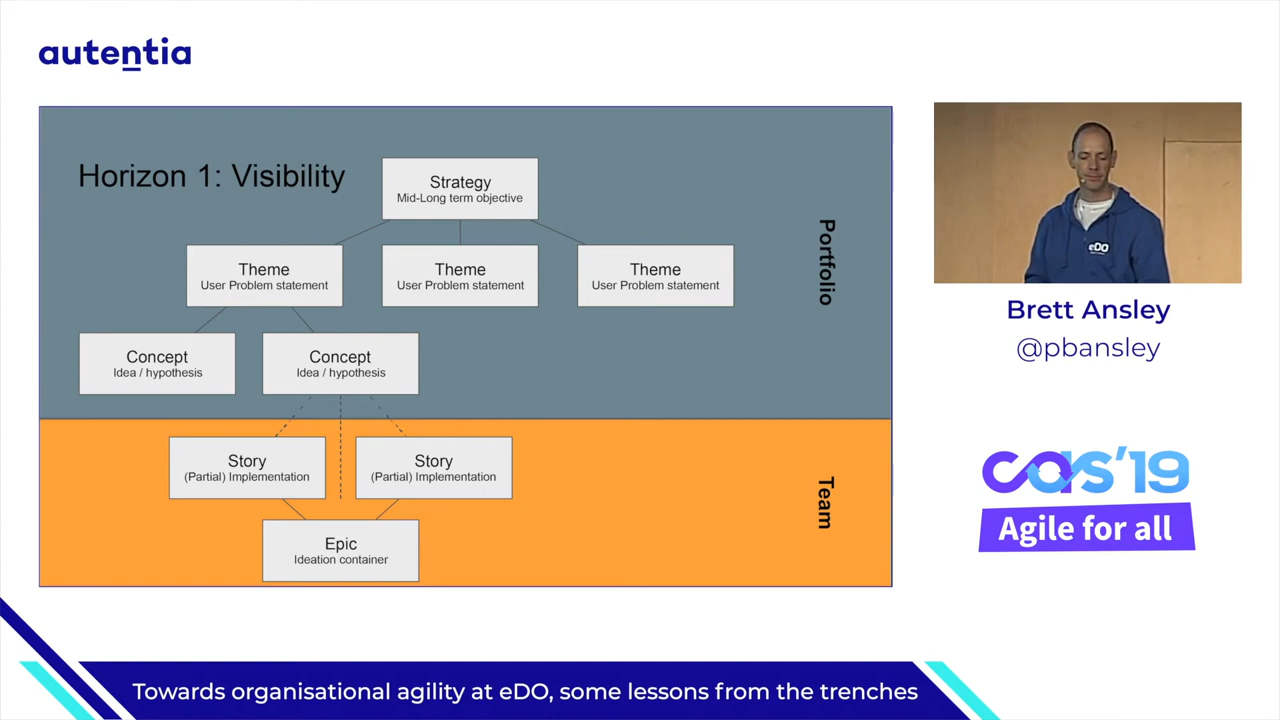 autentia
Horizon 1: Visibility
Strategy
Mid-Long term objective
Theme
User Problem statement
Theme
User Problem statement
Theme
User Problem statement
Concept
Idea / hypothesis
Concept
Idea / hypothesis
Portfolio
Story
(Partial) Implementation
Story
(Partial) Implementation
Epic
Ideation container
Team
eDO
Brett Ansley
@pbansley
cas'19
Agile for all
Towards organisational agility at eDO, some lessons from the trenches